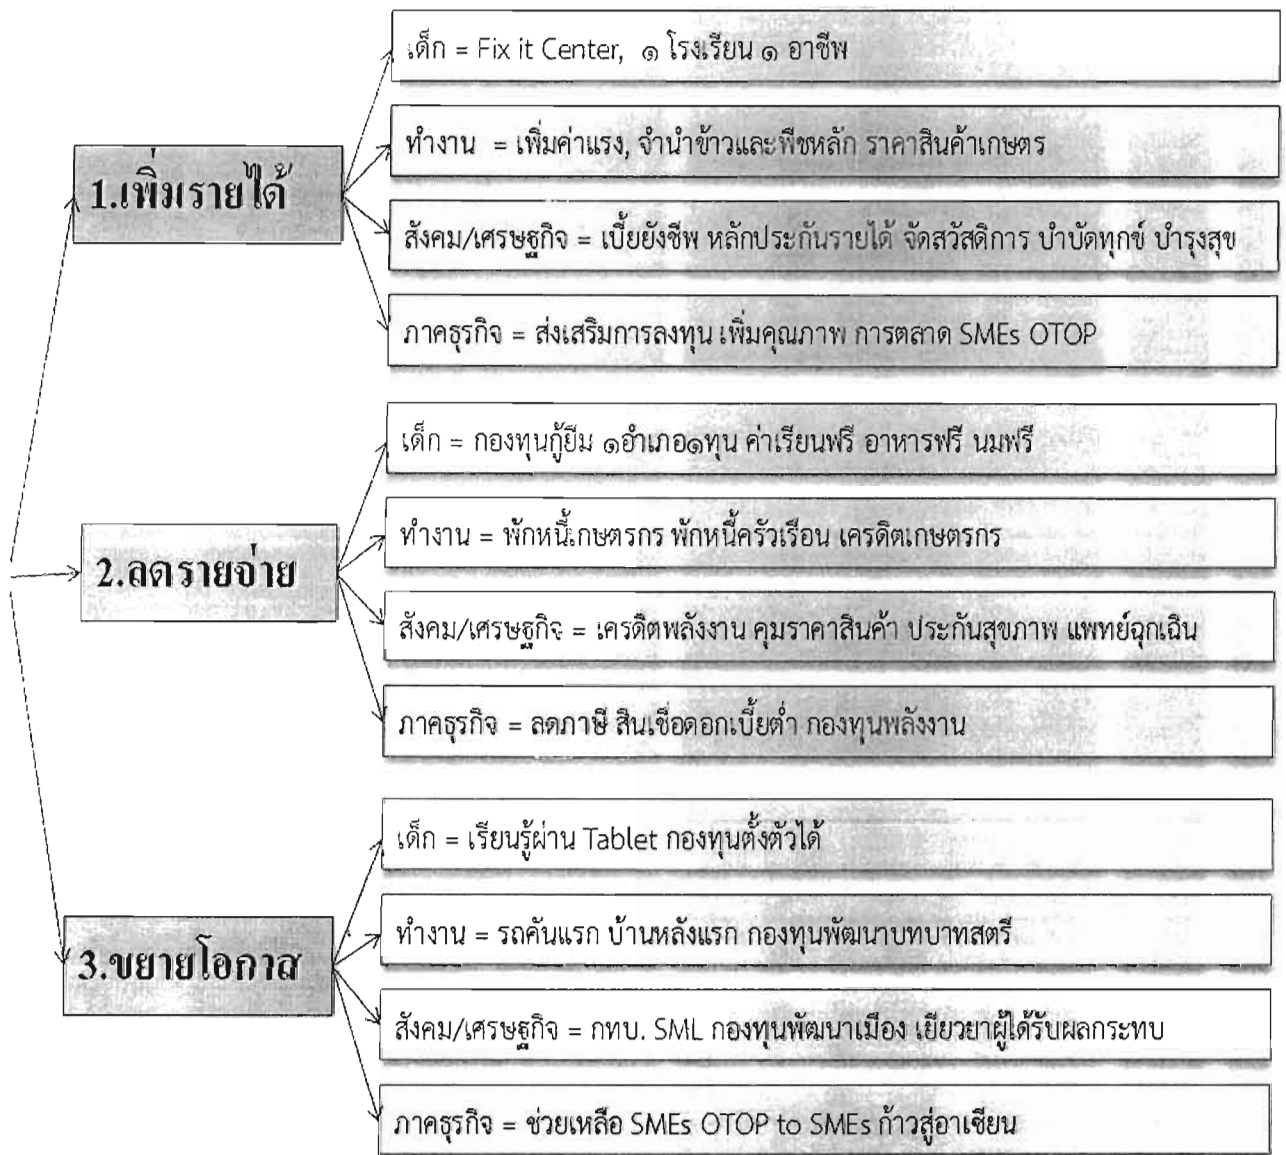 1.เพิ่มรายได้
เด็ก = Fix it Center, ๑ โรงเรียน ๑ อาชีพ
ทำงาน = เพิ่มค่าแรง, จำนำข้าวและพืชหลัก ราคาสินค้าเกษตร
สังคม/เศรษฐกิจ = เบี้ยยังชีพ หลักประกันรายได้ จัดสวัสดิการ บำบัดทุกข์ บำรุงสุข
ภาคธุรกิจ = ส่งเสริมการลงทุน เพิ่มคุณภาพ การตลาด SMEs OTOP
2.ลดรายจ่าย
เด็ก = กองทุนกู้ยืม ๑อำเภอ๑ทุน ค่าเรียนฟรี อาหารฟรี นมฟรี
ทำงาน = พักหนี้เกษตรกร พักหนี้ครัวเรือน เครดิตเกษตรกร
สังคม/เศรษฐกิจ = เครดิตพลังงาน คุมราคาสินค้า ประกันสุขภาพ แพทย์ฉุกเฉิน
ภาคธุรกิจ = ลดภาษี สินเชื่อดอกเบี้ยต่ำ กองทุนพลังงาน
3.ขยายโอกาส
เด็ก = เรียนรู้ผ่าน Tablet กองทุนตั้งตัวได้
ทำงาน = รถคันแรก บ้านหลังแรก กองทุนพัฒนาบทบาทสตรี
สังคม/เศรษฐกิจ = กทบ. SML กองทุนพัฒนาเมือง เยียวยาผู้ได้รับผลกระทบ
ภาคธุรกิจ = ช่วยเหลือ SMEs OTOP to SMEs ก้าวสู่อาเซียน